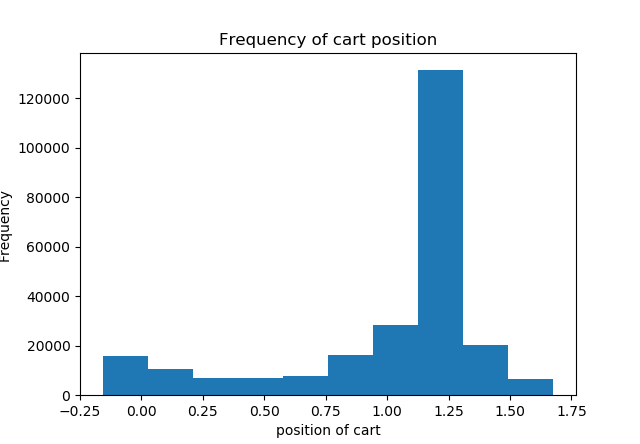 Frequency of cart position
Frequency
120000
100000
80000
60000
40000
20000
0
−0.25 0.00 0.25 0.50 0.75 1.00 1.25 1.50 1.75
position of cart